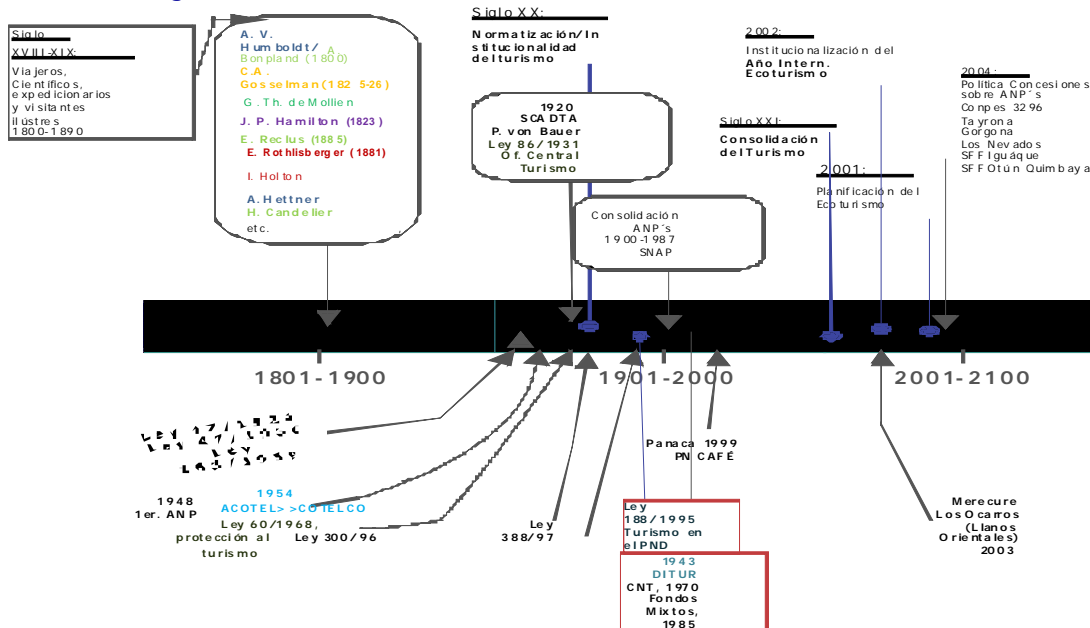 Siglo
XVIII-XIX:
Viajeros,
Científicos,
expedicionarios
y visitantes
ilústres
1800-1890
A. V.
Humboldt/ A.
Bonpland (1800)
C.A.
Gosselman(182 5-26)
G. Th. de Mollien
J. P. Hamilton (1823)
E. Reclus (1885)
E. Rothlisberger (1881)
I. Holton
A. Hettner
H. Candelier
etc.
Siglo XX:
Normatización/In
stitucionalidad
del turismo
1920
SCADTA
P. von Bauer
Ley 86/1931
Of. Central
Turismo
Consolidación
ANP´s
1900-1987
SNAP
Siglo XXI:
Consolidación
del Turismo
2002:
Institucionalización del
Año Intern.
Ecoturismo
2001:
Planificación del
Ecoturismo
2004:
Política Concesiones
sobre ANP´s
Conpes 3296
Tayrona
Gorgona
Los Nevados
SFF Iguáque
SFF Otún Quimbaya
1801-1900
1901-2000
2001-2100
Ley
1948
1er. ANP
1954
ACOTEL>>COTELCO
Ley 60/1968,
protección al
turismo
Ley 300/96
Ley
388/97
Panaca 1999
PN CAFÉ
Ley
188/1995
Turismo en
el PND
1943
DITUR
CNT, 1970
Fondos
Mixtos,
1985
Merecure
Los Ocarros
(Llanos
Orientales)
2003